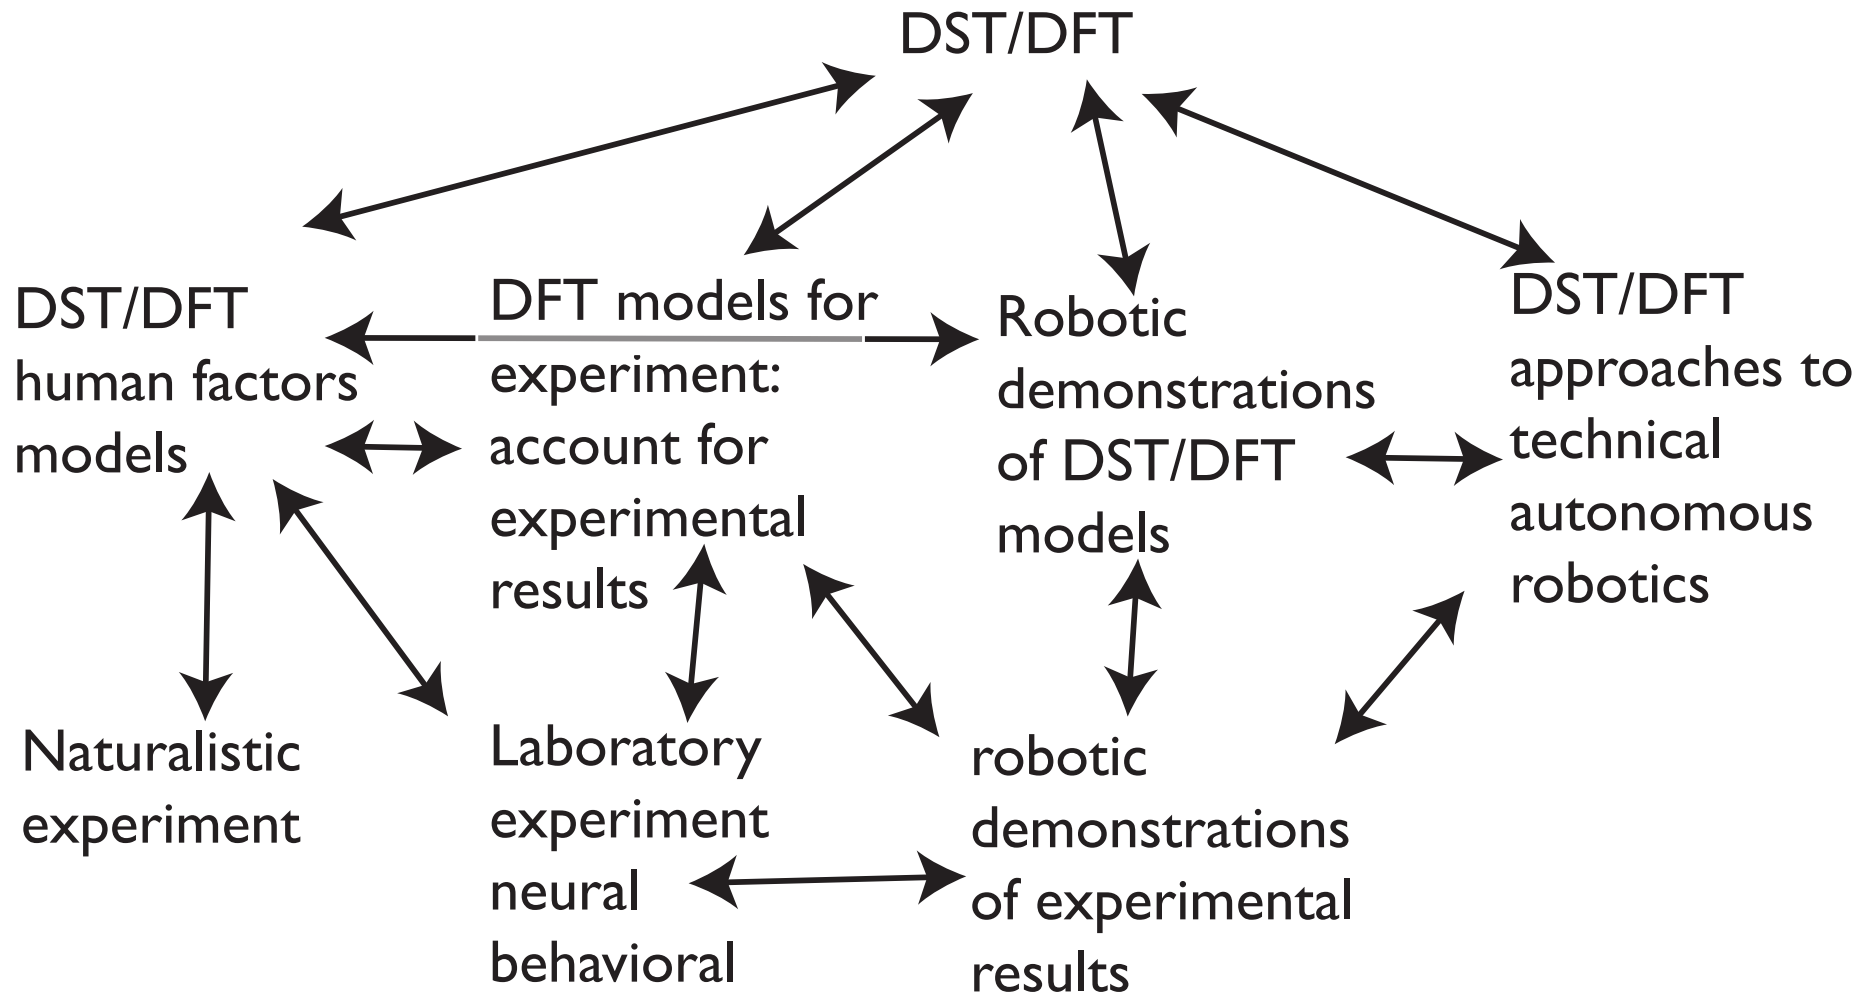 DST/DFT
DST/DFT
human factors
models
DFT models for
experiment:
account for
experimental
results
Robotic
demonstrations
of DST/DFT
models
DST/DFT
approaches to
technical
autonomous
robotics
Naturalistic
experiment
Laboratory
experiment
neural
behavioral
robotic
demonstrations
of experimental
results